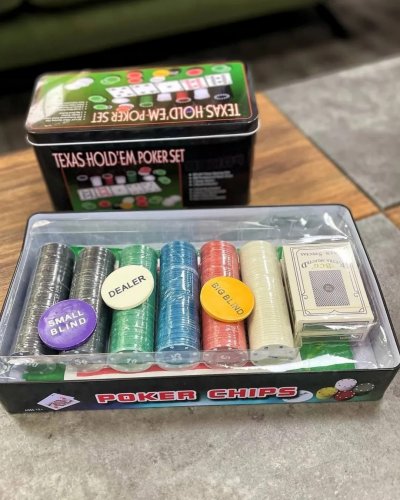 TEXAS HOLD'EM POKER SET
TEXAS HOLD'EM POKER SET
SMALL
BLIND
DEALER
BIG BLIND
POKER CHIPS